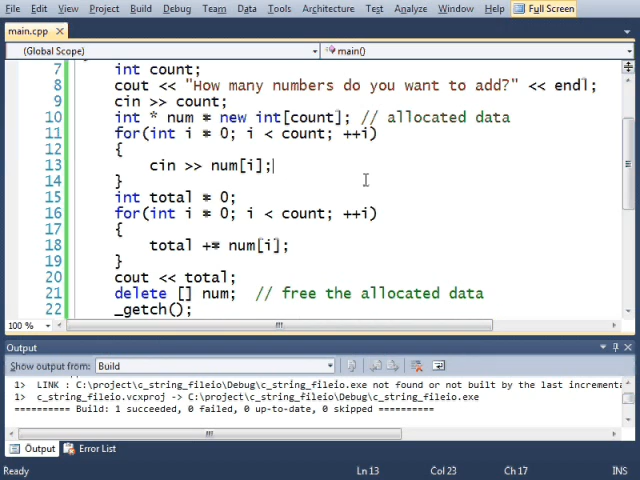 File Edit View Project Build Debug Team Data Tools Architecture Test Analyze Window Help Full Screen
main.cpp
(Global Scope) main()
7 int count;
8 cout << "How many numbers do you want to add?" << endl;
9 cin >> count;
10 int * num = new int[count]; // allocated data
11 for(int i = 0; i < count; ++i)
12 {
13 cin >> num[i];
14 }
15 int total = 0;
16 for(int i = 0; i < count; ++i)
17 {
18 total += num[i];
19 }
20 cout << total;
21 delete [] num; // free the allocated data
22 _getch();
100 %
Output
Show output from: Build
1> LINK : C:\project\c_string_fileio\Debug\c_string_fileio.exe not found or not built by the last incrementa
1> c_string_fileio.vcxproj -> C:\project\c_string_fileio\Debug\c_string_fileio.exe
========== Build: 1 succeeded, 0 failed, 0 up-to-date, 0 skipped ==========
Output Error List
Ready Ln 13 Col 23 Ch 17 INS